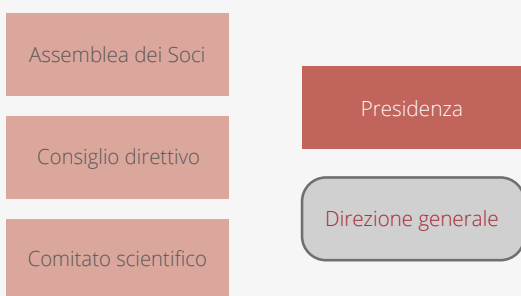 Assemblea dei Soci
Consiglio direttivo
Comitato scientifico
Presidenza
Direzione generale